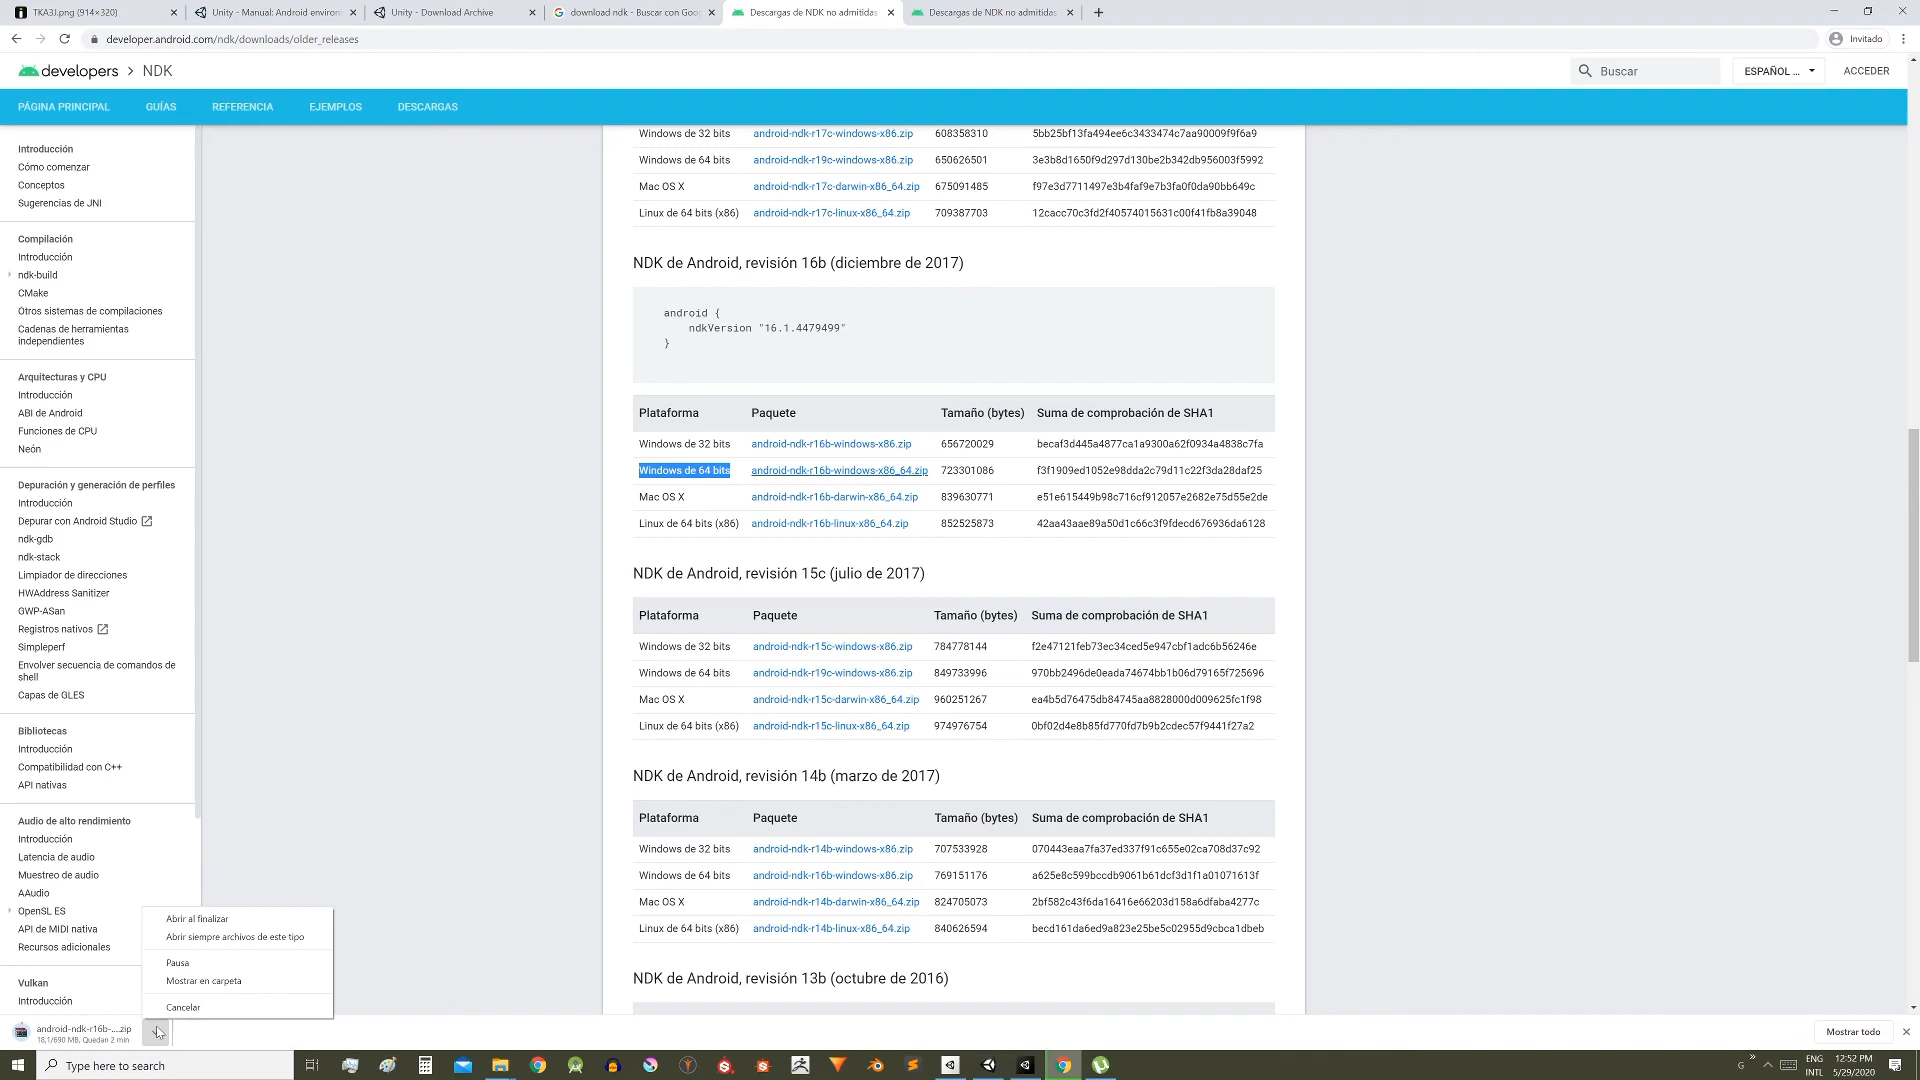 TKA3J.png (914×320)
Unity - Manual: Android environ
Unity - Download Archive
download ndk - Buscar con Goog
Descargas de NDK no admitidas
Descargas de NDK no admitidas
developer.android.com/ndk/downloads/older_releases
Invitado
developers > NDK
Buscar
ESPAÑOL ...
ACCEDER
PÁGINA PRINCIPAL
GUÍAS
REFERENCIA
EJEMPLOS
DESCARGAS
Introducción
Cómo comenzar
Conceptos
Sugerencias de JNI
Compilación
Introducción
ndk-build
CMake
Otros sistemas de compilaciones
Cadenas de herramientas
independientes
Arquitecturas y CPU
Introducción
ABI de Android
Funciones de CPU
Neón
Depuración y generación de perfiles
Introducción
Depurar con Android Studio
ndk-gdb
ndk-stack
Limpiador de direcciones
HWAddress Sanitizer
GWP-ASan
Registros nativos
Simpleperf
Envolver secuencia de comandos de
shell
Capas de GLES
Bibliotecas
Introducción
Compatibilidad con C++
API nativas
Audio de alto rendimiento
Introducción
Latencia de audio
Muestreo de audio
AAudio
OpenSL ES
API de MIDI nativa
Recursos adicionales
Vulkan
Introducción
Windows de 32 bits android-ndk-r17c-windows-x86.zip 608358310 5bb25bf13fa494ee6c3433474c7aa90009f9f6a9
Windows de 64 bits android-ndk-r19c-windows-x86.zip 650626501 3e3b8d1650f9d297d130be2b342db956003f5992
Mac OS X android-ndk-r17c-darwin-x86_64.zip 675091485 f97e3d7711497e3b4faf9e7b3fa0f0da90bb649c
Linux de 64 bits (x86) android-ndk-r17c-linux-x86_64.zip 709387703 12cacc70c3fd2f40574015631c00f41fb8a39048
NDK de Android, revisión 16b (diciembre de 2017)
android {
ndkVersion "16.1.4479499"
}
Plataforma Paquete Tamaño (bytes) Suma de comprobación de SHA1
Windows de 32 bits android-ndk-r16b-windows-x86.zip 656720029 becaf3d445a4877ca1a9300a62f0934a4838c7fa
Windows de 64 bits android-ndk-r16b-windows-x86_64.zip 723301086 f3f1909ed1052e98dda2c79d11c22f3da28daf25
Mac OS X android-ndk-r16b-darwin-x86_64.zip 839630771 e51e615449b98c716cf912057e2682e75d55e2de
Linux de 64 bits (x86) android-ndk-r16b-linux-x86_64.zip 852525873 42aa43aae89a50d1c66c3f9fdecd676936da6128
NDK de Android, revisión 15c (julio de 2017)
Plataforma Paquete Tamaño (bytes) Suma de comprobación de SHA1
Windows de 32 bits android-ndk-r15c-windows-x86.zip 784778144 f2e47121feb73ec34ced5e947cbf1adc6b56246e
Windows de 64 bits android-ndk-r19c-windows-x86.zip 849733996 970bb2496de0eada74674bb1b06d79165f725696
Mac OS X android-ndk-r15c-darwin-x86_64.zip 960251267 ea4b5d76475db84745aa8828000d009625fc1f98
Linux de 64 bits (x86) android-ndk-r15c-linux-x86_64.zip 974976754 0bf02d4e8b85fd770fd7b9b2cdec57f9441f27a2
NDK de Android, revisión 14b (marzo de 2017)
Plataforma Paquete Tamaño (bytes) Suma de comprobación de SHA1
Windows de 32 bits android-ndk-r14b-windows-x86.zip 707533928 070443eaa7fa37ed337f91c655e02ca708d37c92
Windows de 64 bits android-ndk-r16b-windows-x86.zip 769151176 a625e8c599bccdb9061b61dcf3d1f1a01071613f
Mac OS X android-ndk-r14b-darwin-x86_64.zip 824705073 2bf582c43f6da16416e66203d158a6dfaba4277c
Linux de 64 bits (x86) android-ndk-r14b-linux-x86_64.zip 840626594 becd161da6ed9a823e25be5c02955d9cbca1dbeb
NDK de Android, revisión 13b (octubre de 2016)
Abrir al finalizar
Abrir siempre archivos de este tipo
Pausa
Mostrar en carpeta
Cancelar
android-ndk-r16b-....zip
18,1/690 MB, Quedan 2 min
Mostrar todo
Type here to search
ENG
INTL
12:52 PM
5/29/2020